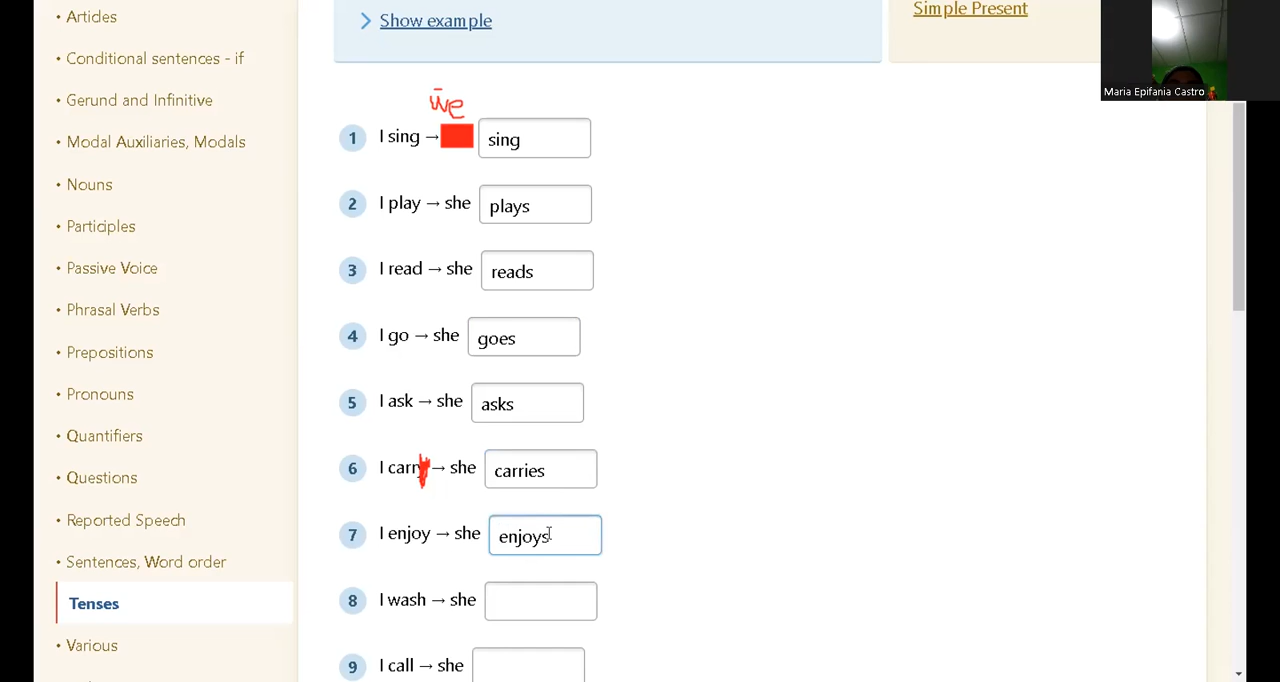 • Articles
• Conditional sentences - if
• Gerund and Infinitive
• Modal Auxiliaries, Modals
• Nouns
• Participles
• Passive Voice
• Phrasal Verbs
• Prepositions
• Pronouns
• Quantifiers
• Questions
• Reported Speech
• Sentences, Word order
Tenses
• Various
Show example
Simple Present
Maria Epifania Castro
we
1 I sing → sing
2 I play → she plays
3 I read → she reads
4 I go → she goes
5 I ask → she asks
6 I carry → she carries
7 I enjoy → she enjoys
8 I wash → she
9 I call → she